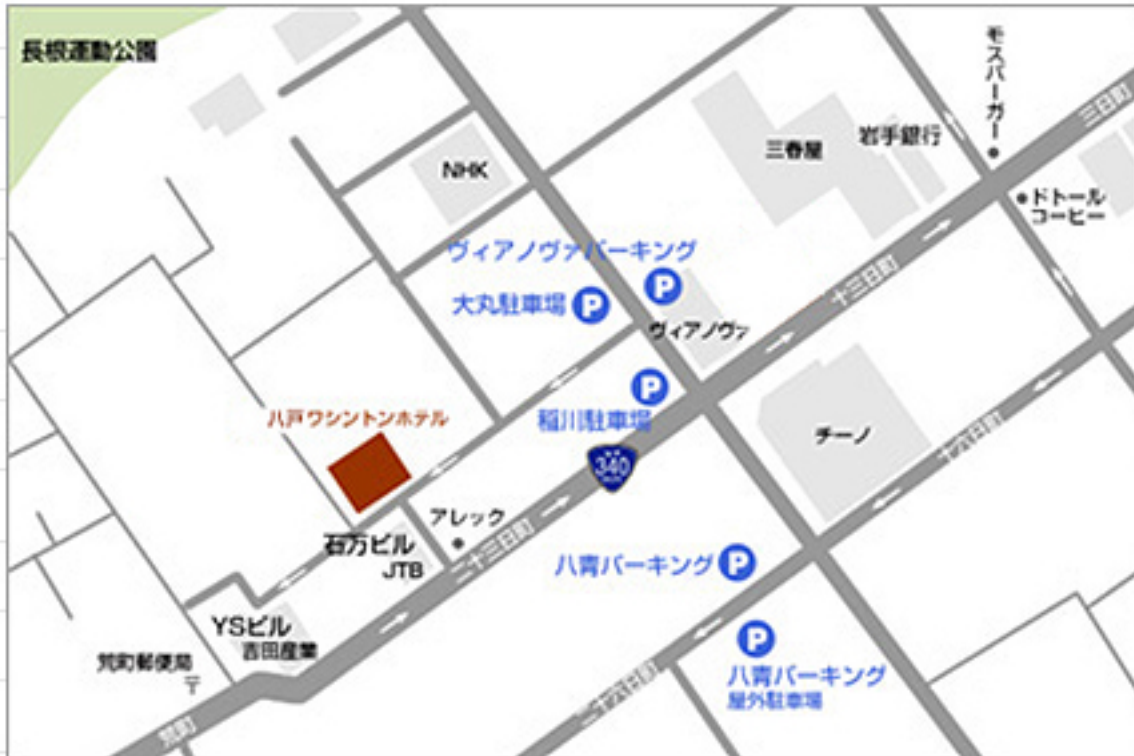 長根運動公園
モスバーガー
三日町
NHK
三春屋
岩手銀行
ドトール
コーヒー
ヴィアノヴァパーキング
大丸駐車場
P
P
十三日町
ヴィアノヴァ
P
稲川駐車場
八戸ワシントンホテル
チーノ
十六日町
340
アレック
二十三日町
石万ビル
JTB
八青パーキング
P
YSビル
吉田産業
荒町郵便局
〒
P
八青パーキング
屋外駐車場
二十六日町
荒町